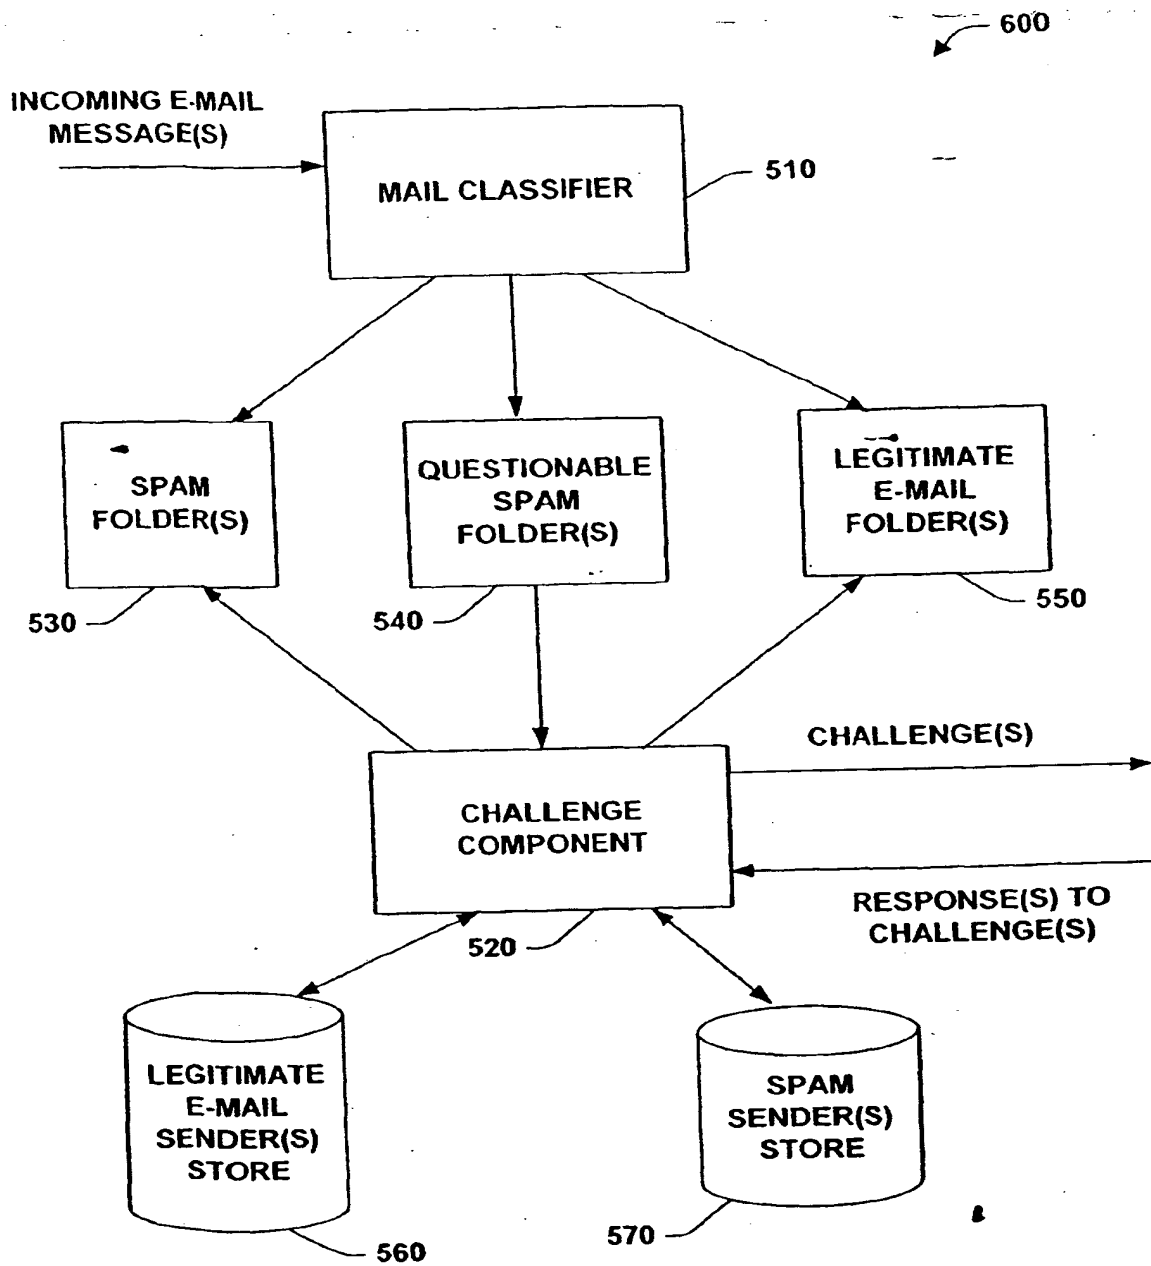 600
INCOMING E-MAIL
MESSAGE(S)
MAIL CLASSIFIER
510
SPAM
FOLDER(S)
530
QUESTIONABLE
SPAM
FOLDER(S)
540
LEGITIMATE
E-MAIL
FOLDER(S)
550
CHALLENGE(S)
CHALLENGE
COMPONENT
520
RESPONSE(S) TO
CHALLENGE(S)
LEGITIMATE
E-MAIL
SENDER(S)
STORE
560
SPAM
SENDER(S)
STORE
570